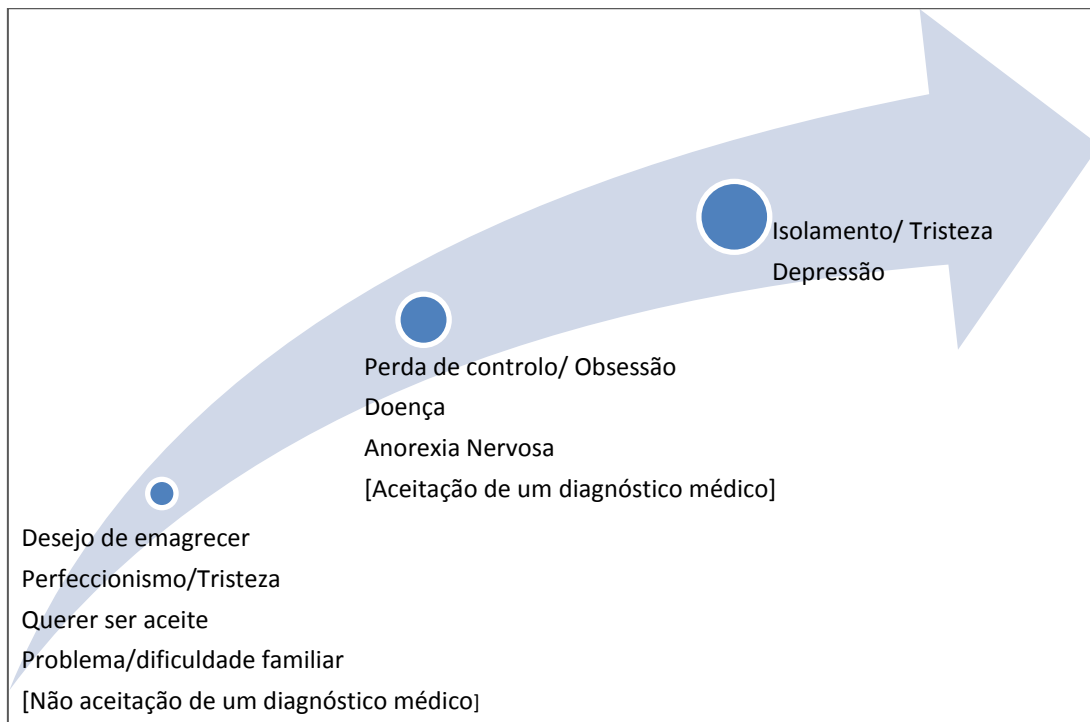 Isolamento/ Tristeza
Depressão
Perda de controlo/ Obsessão
Doença
Anorexia Nervosa
[Aceitação de um diagnóstico médico]
Desejo de emagrecer
Perfeccionismo/Tristeza
Querer ser aceite
Problema/dificuldade familiar
[Não aceitação de um diagnóstico médico]